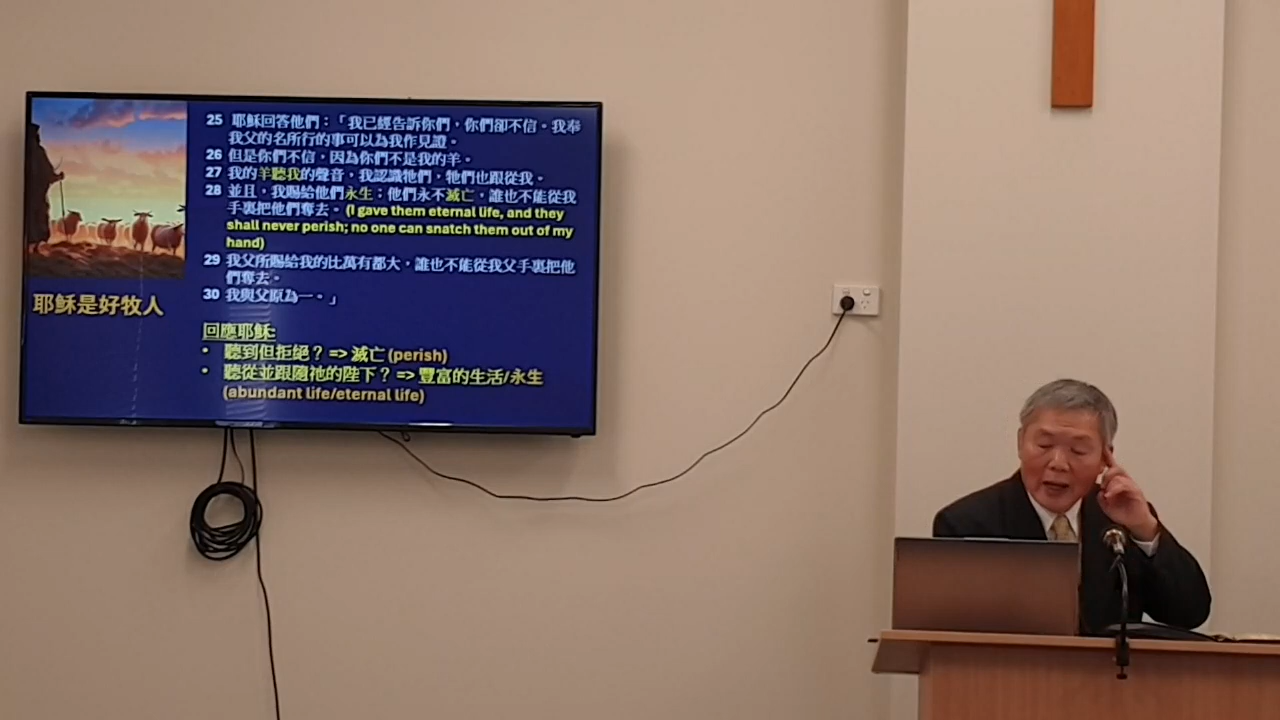 25 耶穌回答他們：「我已經告訴你們，你們卻不信。我奉
我父的名所行的事可以為我作見證。
26 但是你們不信，因為你們不是我的羊。
27 我的羊聽我的聲音，我認識牠們，牠們也跟從我。
28 並且，我賜給他們永生；他們永不滅亡，誰也不能從我
手裏把他們奪去。 (I gave them eternal life, and they
shall never perish; no one can snatch them out of my
hand)
29 我父所賜給我的比萬有都大，誰也不能從我父手裏把他
們奪去。
30 我與父原為一。」
耶穌是好牧人
回應耶穌:
• 聽到但拒絕？ => 滅亡 (perish)
• 聽從並跟隨祂的陛下？ => 豐富的生活/永生
(abundant life/eternal life)